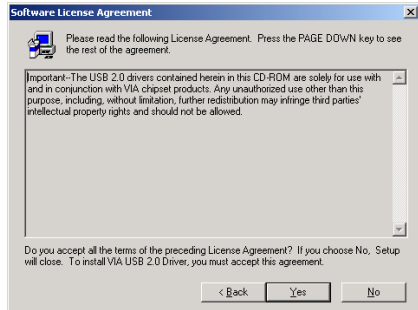 Software License Agreement
Please read the following License Agreement. Press the PAGE DOWN key to see
the rest of the agreement.
Important--The USB 2.0 drivers contained herein in this CD-ROM are solely for use with
and in conjunction with VIA chipset products. Any unauthorized use other than this
purpose, including, without limitation, further redistribution may infringe third parties'
intellectual property rights and should not be allowed.
Do you accept all the terms of the preceding License Agreement? If you choose No, Setup
will close. To install VIA USB 2.0 Driver, you must accept this agreement.
< Back
Yes
No